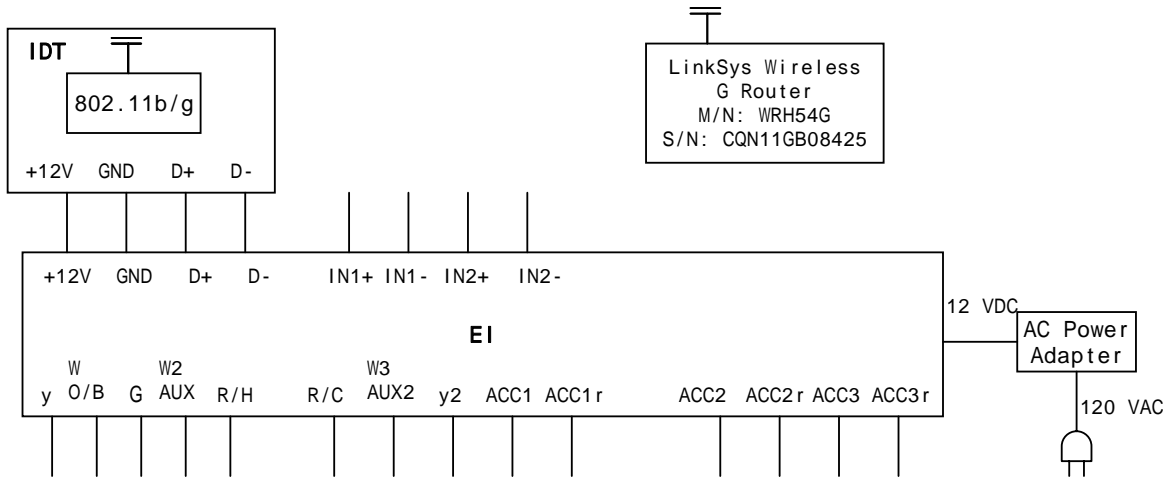 IDT
802.11b/g
+12V GND D+ D-
LinkSys Wireless
G Router
M/N: WRH54G
S/N: CQN11GB08425
+12V GND D+ D- IN1+ IN1- IN2+ IN2-
EI
12 VDC
AC Power
Adapter
W W2 W3
y O/B G AUX R/H R/C AUX2 y2 ACC1 ACC1r ACC2 ACC2r ACC3 ACC3r
120 VAC